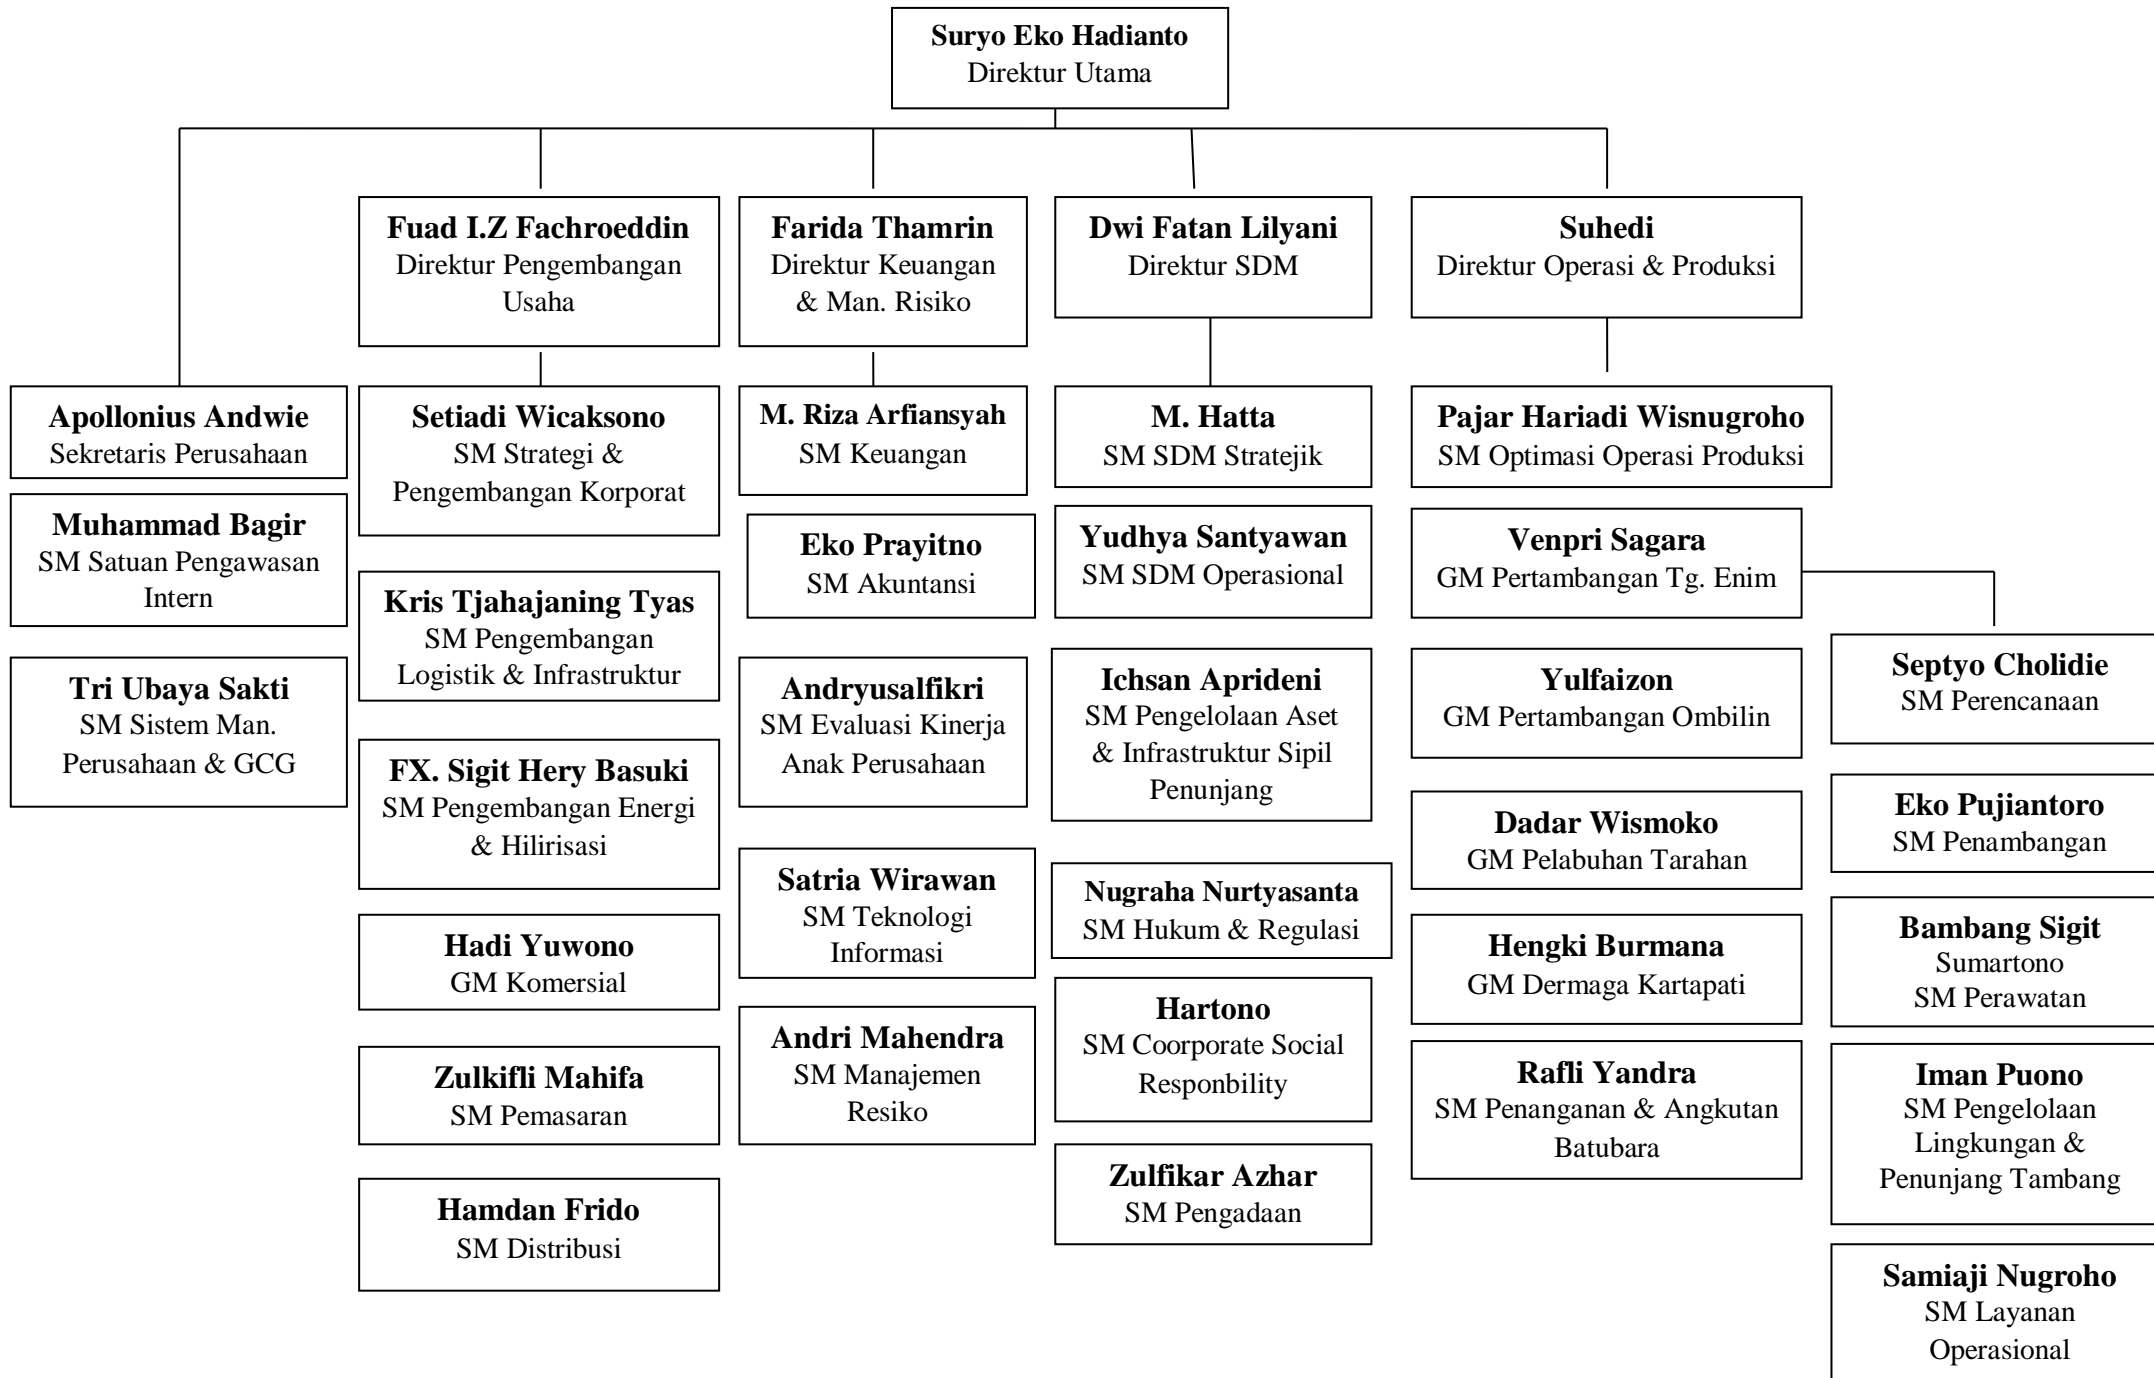 Suryo Eko Hadianto
Direktur Utama
Fuad I.Z Fachroeddin
Direktur Pengembangan
Usaha
Farida Thamrin
Direktur Keuangan
& Man. Risiko
Dwi Fatan Lilyani
Direktur SDM
Suhedi
Direktur Operasi & Produksi
Apollonius Andwie
Sekretaris Perusahaan
Muhammad Bagir
SM Satuan Pengawasan
Intern
Tri Ubaya Sakti
SM Sistem Man.
Perusahaan & GCG
Setiadi Wicaksono
SM Strategi &
Pengembangan Korporat
Kris Tjahajaning Tyas
SM Pengembangan
Logistik & Infrastruktur
FX. Sigit Hery Basuki
SM Pengembangan Energi
& Hilirisasi
Hadi Yuwono
GM Komersial
Zulkifli Mahifa
SM Pemasaran
Hamdan Frido
SM Distribusi
M. Riza Arfiansyah
SM Keuangan
Eko Prayitno
SM Akuntansi
Andryusalfikri
SM Evaluasi Kinerja
Anak Perusahaan
Satria Wirawan
SM Teknologi
Informasi
Andri Mahendra
SM Manajemen
Resiko
M. Hatta
SM SDM Stratejik
Yudhya Santyawan
SM SDM Operasional
Ichsan Aprideni
SM Pengelolaan Aset
& Infrastruktur Sipil
Penunjang
Nugraha Nurtyasanta
SM Hukum & Regulasi
Hartono
SM Coorporate Social
Responbility
Zulfikar Azhar
SM Pengadaan
Pajar Hariadi Wisnugroho
SM Optimasi Operasi Produksi
Venpri Sagara
GM Pertambangan Tg. Enim
Yulfaizon
GM Pertambangan Ombilin
Dadar Wismoko
GM Pelabuhan Tarahan
Hengki Burmana
GM Dermaga Kartapati
Rafli Yandra
SM Penanganan & Angkutan
Batubara
Septyo Cholidie
SM Perencanaan
Eko Pujiantoro
SM Penambangan
Bambang Sigit
Sumartono
SM Perawatan
Iman Puono
SM Pengelolaan
Lingkungan &
Penunjang Tambang
Samiaji Nugroho
SM Layanan
Operasional